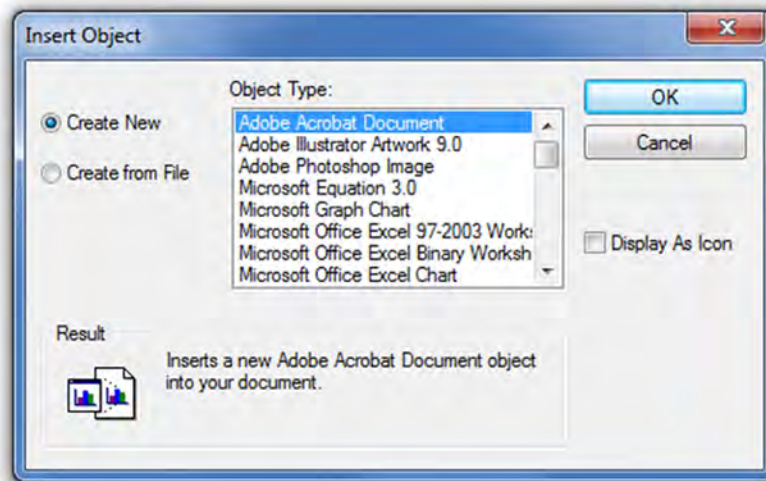 Insert Object
Object Type:
Create New
Create from File
Adobe Acrobat Document
Adobe Illustrator Artwork 9.0
Adobe Photoshop Image
Microsoft Equation 3.0
Microsoft Graph Chart
Microsoft Office Excel 97-2003 Works
Microsoft Office Excel Binary Worksh
Microsoft Office Excel Chart
OK
Cancel
Display As Icon
Result
Inserts a new Adobe Acrobat Document object
into your document.